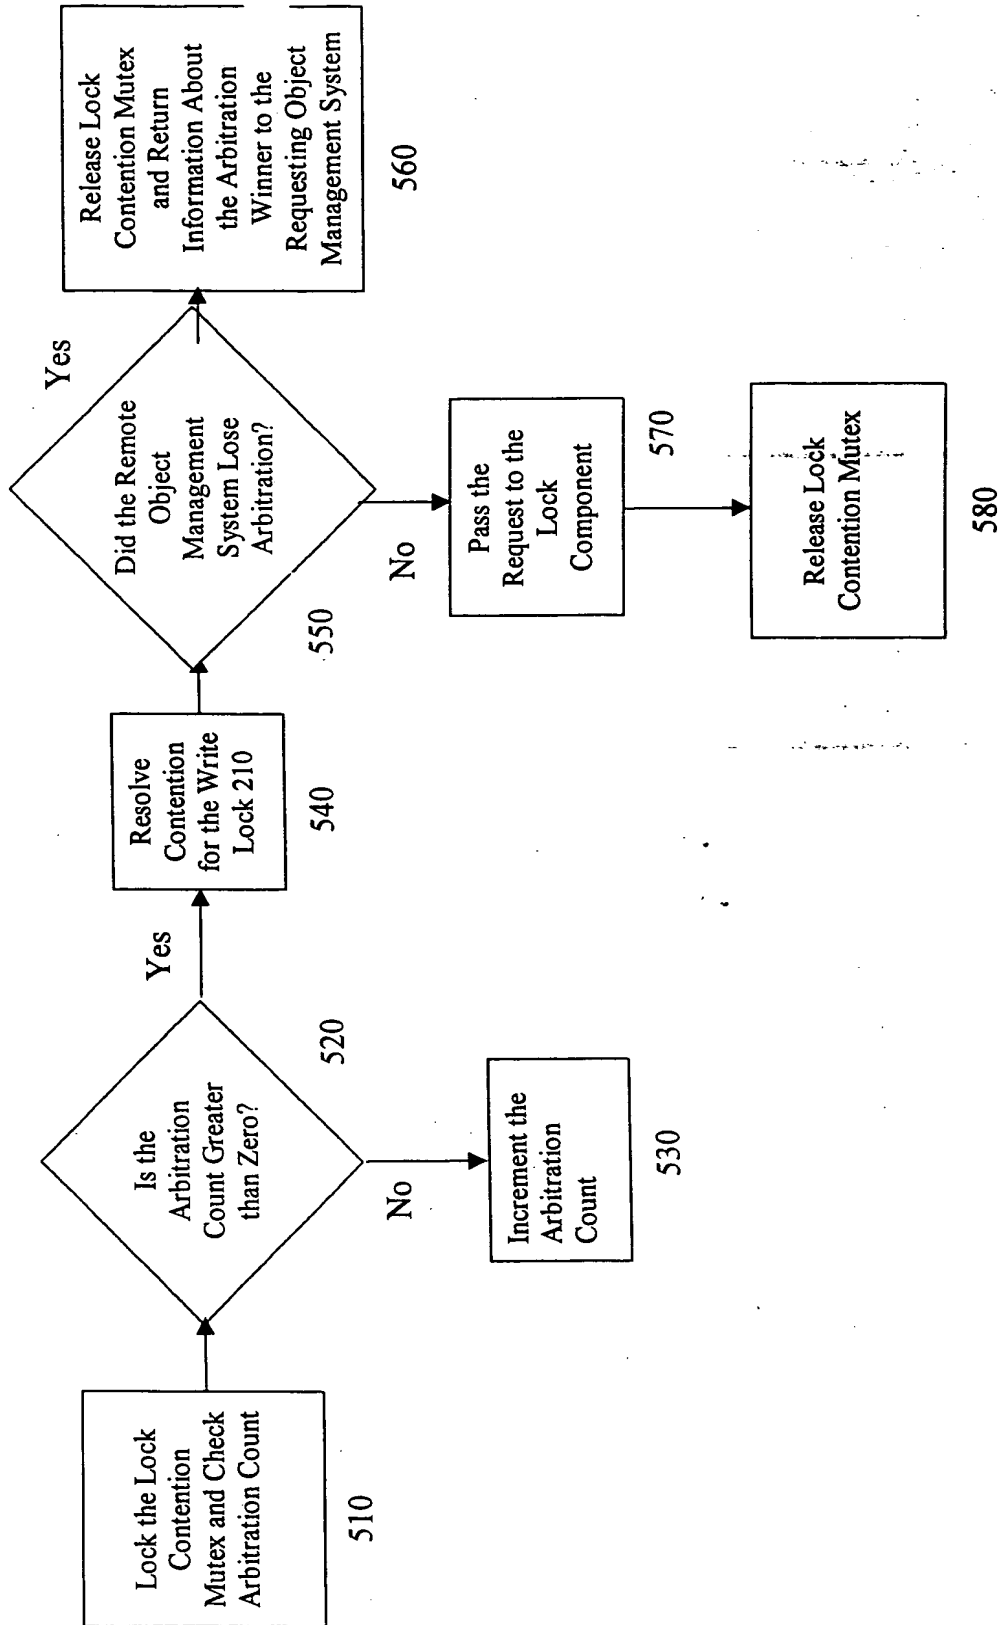 Lock the Lock
Contention
Mutex and Check
Arbitration Count
510
Is the
Arbitration
Count Greater
than Zero?
520
No
Increment the
Arbitration
Count
530
Yes
Resolve
Contention
for the Write
Lock 210
540
Did the Remote
Object
Management
System Lose
Arbitration?
550
No
Pass the
Request to the
Lock
Component
570
Release Lock
Contention Mutex
580
Yes
Release Lock
Contention Mutex
and Return
Information About
the Arbitration
Winner to the
Requesting Object
Management System
560